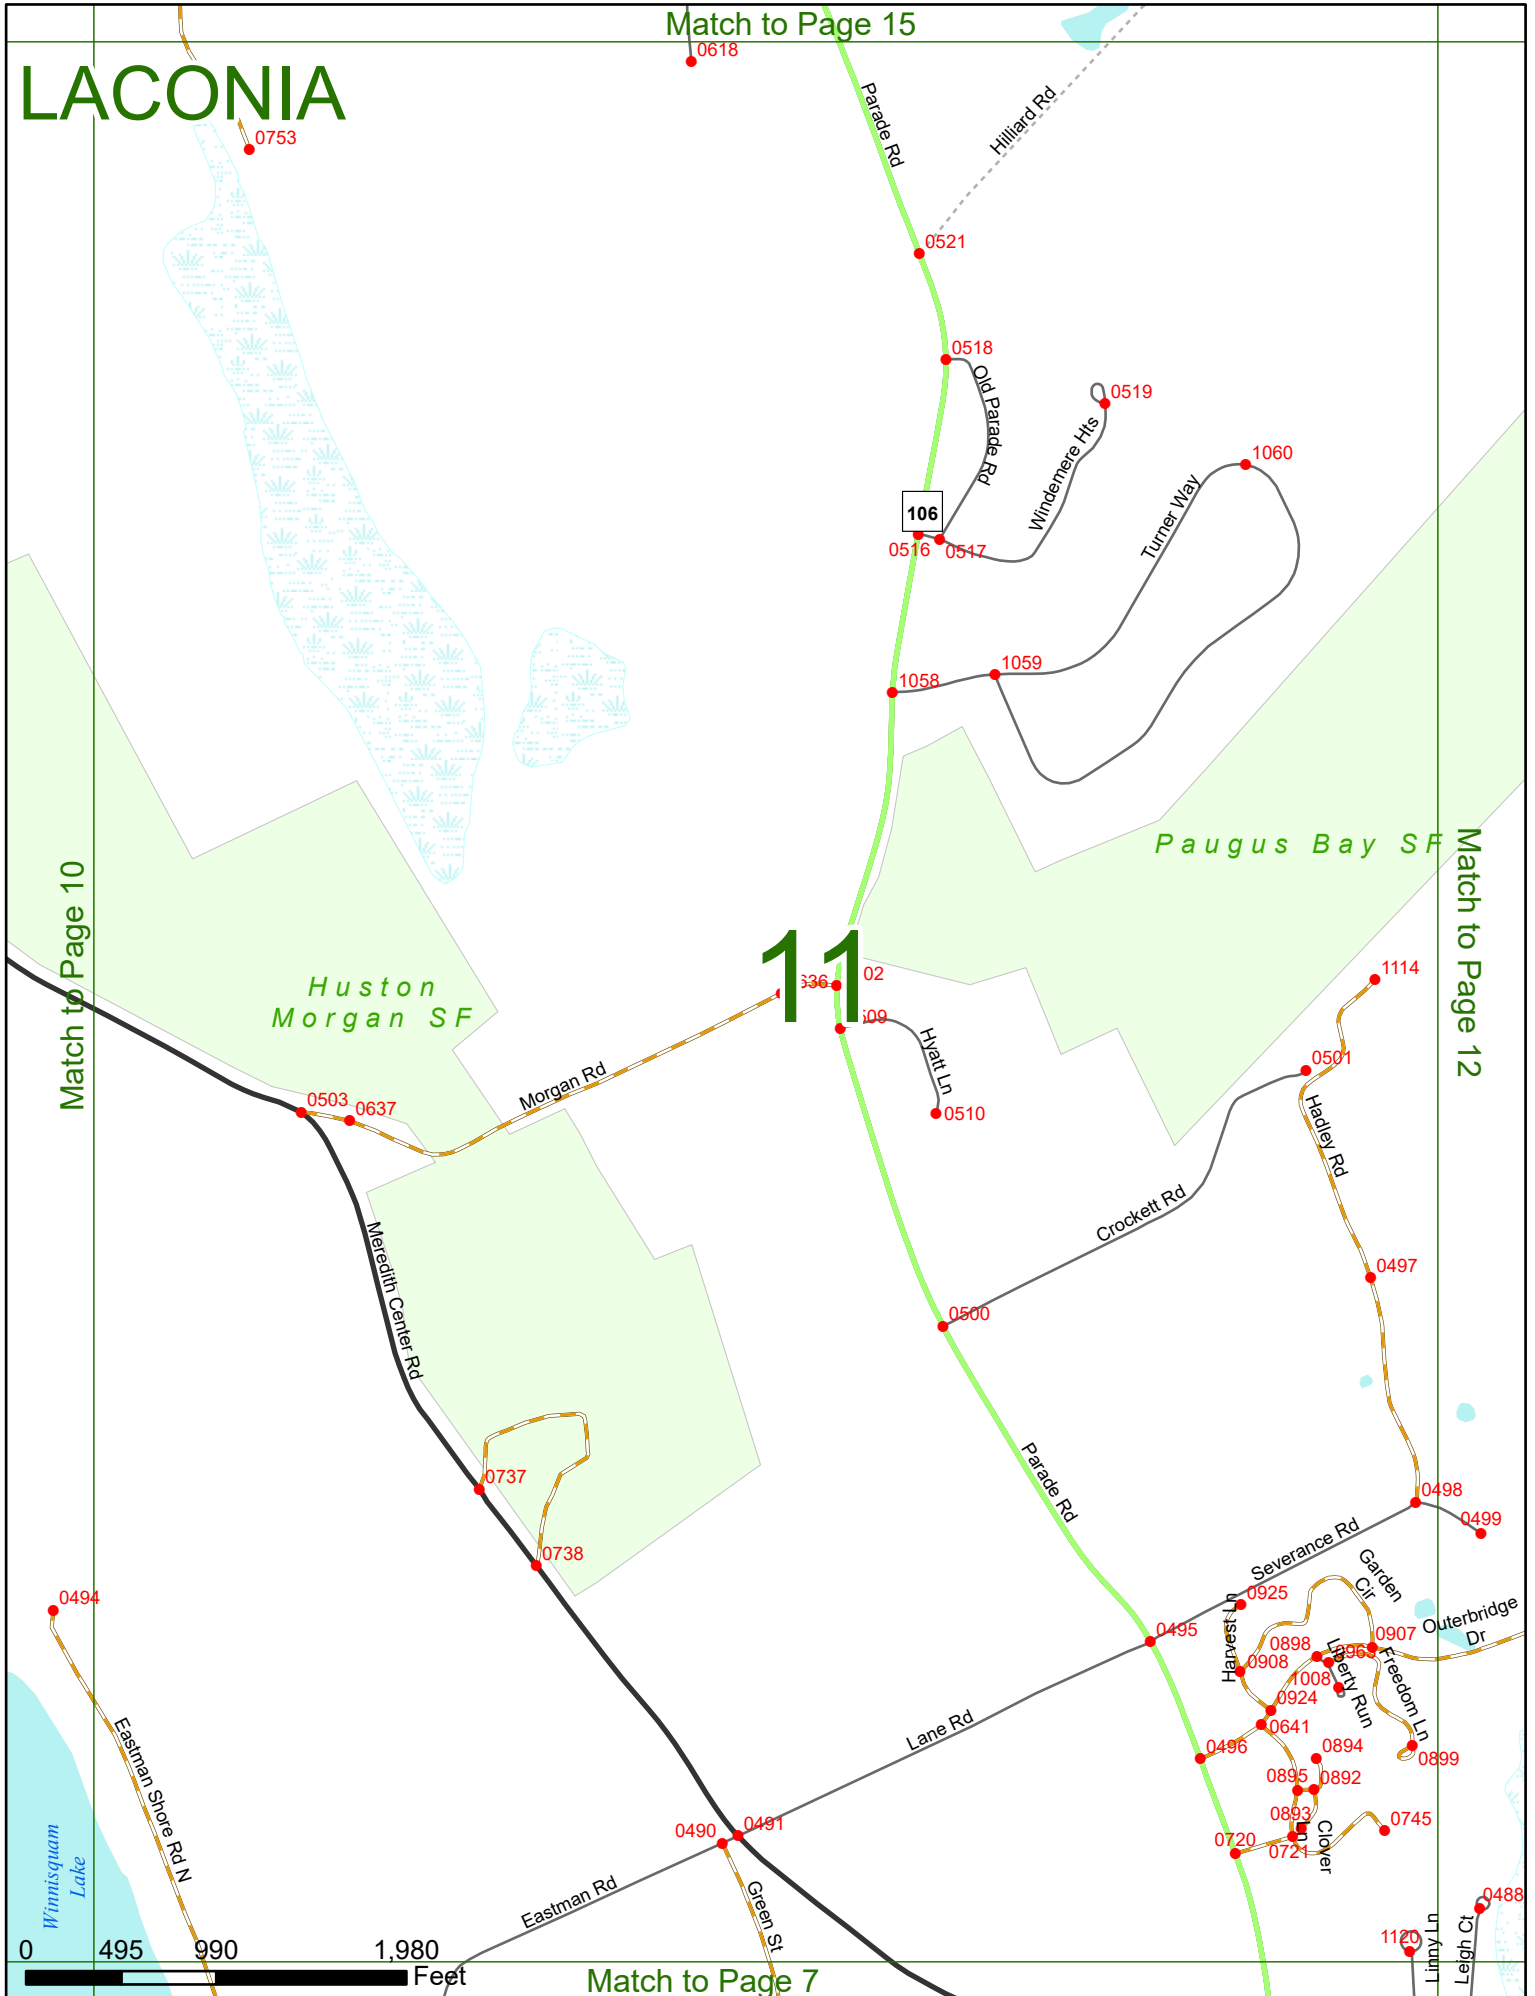 Match to Page 15
LACONIA
0618
0753
Parade Rd
Hilliard Rd
0521
0518
Old Parade Rd
0519
Windemere Hts
1060
Turner Way
106
0516
0517
1058
1059
Paugus Bay SF
Match to Page 10
Match to Page 12
11
Huston
Morgan SF
636
02
509
Hyatt Ln
0510
1114
0501
Hadley Rd
0503
0637
Morgan Rd
Crockett Rd
Meredith Center Rd
0497
0500
Parade Rd
0737
0738
0498
0499
Severance Rd
Garden
Cir
0494
0925
Harvest Ln
0495
0898
0963
0907
Outerbridge
Dr
0908
1008
Liberty Run
Freedom Ln
0924
0641
0496
0894
0899
0895
0892
0893
0745
0720
0721
Clover
Ln
Lane Rd
0490
0491
Eastman Shore Rd N
Winnisquam
Lake
Eastman Rd
Green St
0488
1120
Linny Ln
Leigh Ct
0 495 990 1,980
Feet
Match to Page 7